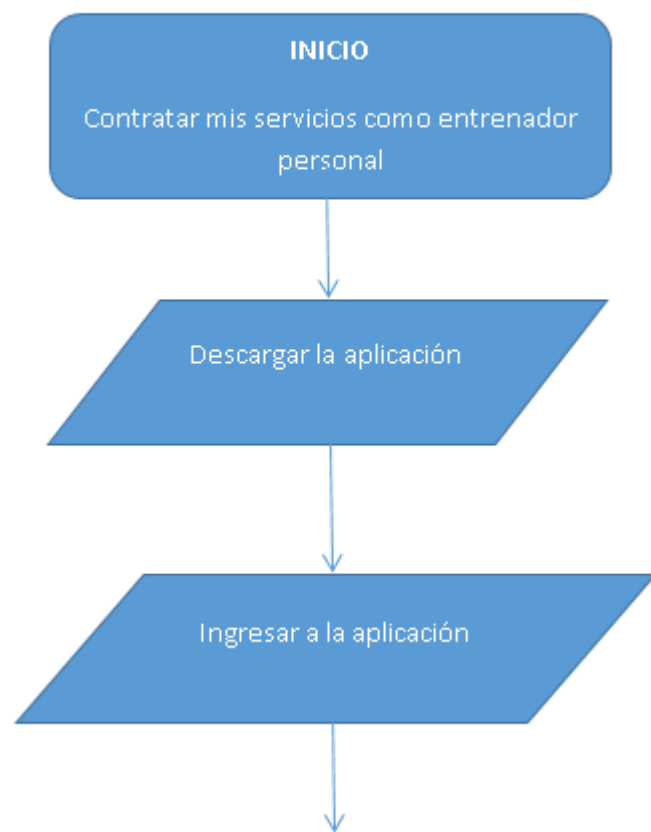 INICIO
Contratar mis servicios como entrenador
personal
Descargar la aplicación
Ingresar a la aplicación